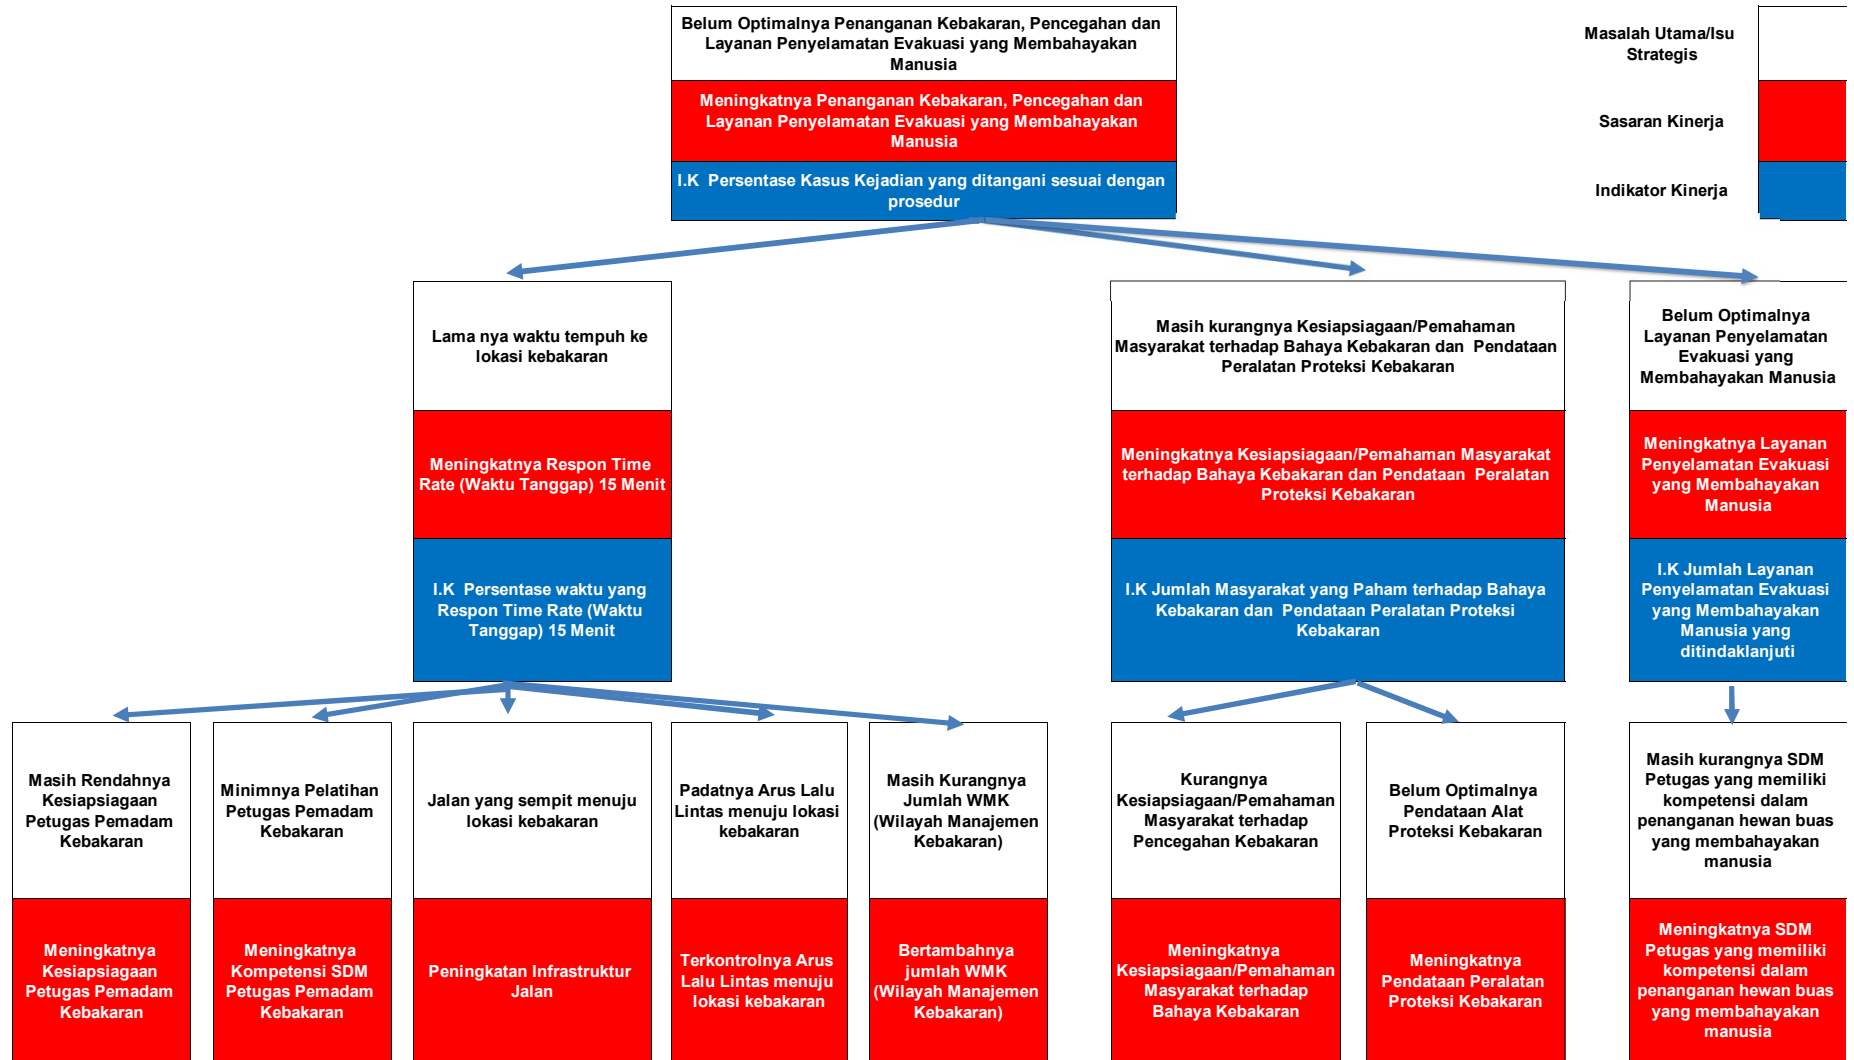 Belum Optimalnya Penanganan Kebakaran, Pencegahan dan
Layanan Penyelamatan Evakuasi yang Membahayakan
Manusia
Meningkatnya Penanganan Kebakaran, Pencegahan dan
Layanan Penyelamatan Evakuasi yang Membahayakan
Manusia
I.K Persentase Kasus Kejadian yang ditangani sesuai dengan
prosedur
Masalah Utama/Isu
Strategis
Sasaran Kinerja
Indikator Kinerja
Lama nya waktu tempuh ke
lokasi kebakaran
Meningkatnya Respon Time
Rate (Waktu Tanggap) 15 Menit
I.K Persentase waktu yang
Respon Time Rate (Waktu
Tanggap) 15 Menit
Masih kurangnya Kesiapsiagaan/Pemahaman
Masyarakat terhadap Bahaya Kebakaran dan Pendataan
Peralatan Proteksi Kebakaran
Meningkatnya Kesiapsiagaan/Pemahaman Masyarakat
terhadap Bahaya Kebakaran dan Pendataan Peralatan
Proteksi Kebakaran
I.K Jumlah Masyarakat yang Paham terhadap Bahaya
Kebakaran dan Pendataan Peralatan Proteksi
Kebakaran
Belum Optimalnya
Layanan Penyelamatan
Evakuasi yang
Membahayakan Manusia
Meningkatnya Layanan
Penyelamatan Evakuasi
yang Membahayakan
Manusia
I.K Jumlah Layanan
Penyelamatan Evakuasi
yang Membahayakan
Manusia yang
ditindaklanjuti
Masih Rendahnya
Kesiapsiagaan
Petugas Pemadam
Kebakaran
Meningkatnya
Kesiapsiagaan
Petugas Pemadam
Kebakaran
Minimnya Pelatihan
Petugas Pemadam
Kebakaran
Meningkatnya
Kompetensi SDM
Petugas Pemadam
Kebakaran
Jalan yang sempit menuju
lokasi kebakaran
Peningkatan Infrastruktur
Jalan
Padatnya Arus Lalu
Lintas menuju lokasi
kebakaran
Terkontrolnya Arus
Lalu Lintas menuju
lokasi kebakaran
Masih Kurangnya
Jumlah WMK
(Wilayah Manajemen
Kebakaran)
Bertambahnya
jumlah WMK
(Wilayah Manajemen
Kebakaran)
Kurangnya
Kesiapsiagaan/Pemahaman
Masyarakat terhadap
Pencegahan Kebakaran
Meningkatnya
Kesiapsiagaan/Pemahaman
Masyarakat terhadap
Bahaya Kebakaran
Belum Optimalnya
Pendataan Alat
Proteksi Kebakaran
Meningkatnya
Pendataan Peralatan
Proteksi Kebakaran
Masih kurangnya SDM
Petugas yang memiliki
kompetensi dalam
penanganan hewan buas
yang membahayakan
manusia
Meningkatnya SDM
Petugas yang memiliki
kompetensi dalam
penanganan hewan buas
yang membahayakan
manusia